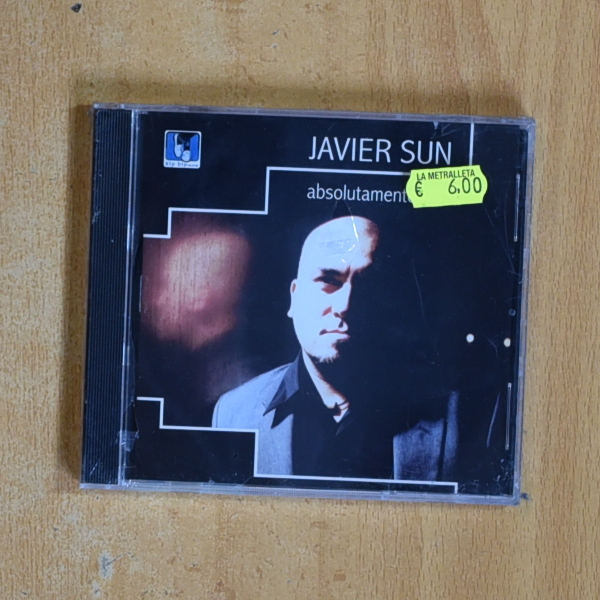 JAVIER SUN
LA METRALLETA
€ 6,00
absolutament